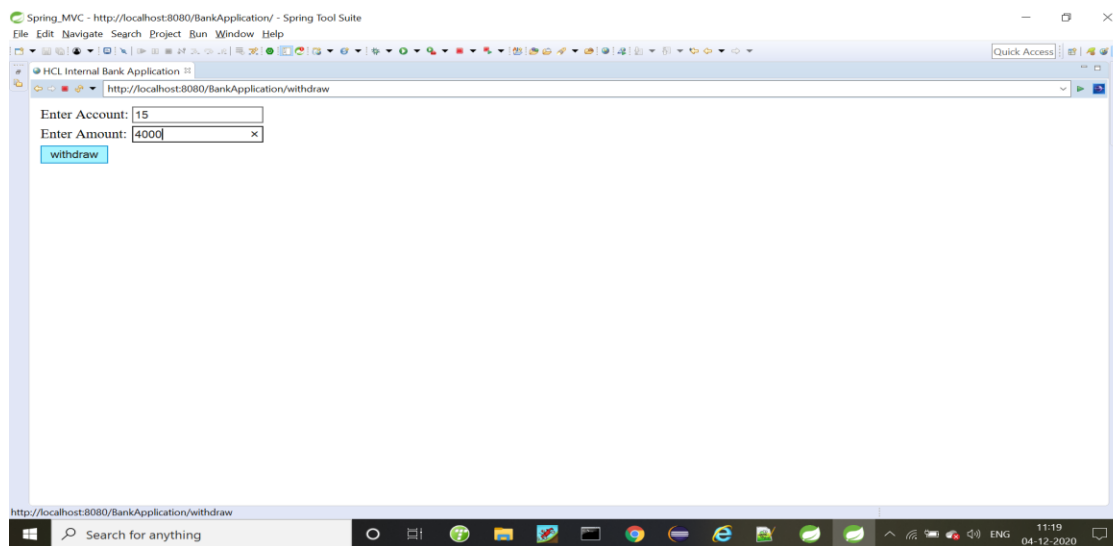 Spring_MVC - http://localhost:8080/BankApplication/ - Spring Tool Suite
File Edit Navigate Search Project Run Window Help
Quick Access
HCL Internal Bank Application
http://localhost:8080/BankApplication/withdraw
Enter Account: 15
Enter Amount: 4000
withdraw
http://localhost:8080/BankApplication/withdraw
Search for anything
ENG
11:19
04-12-2020